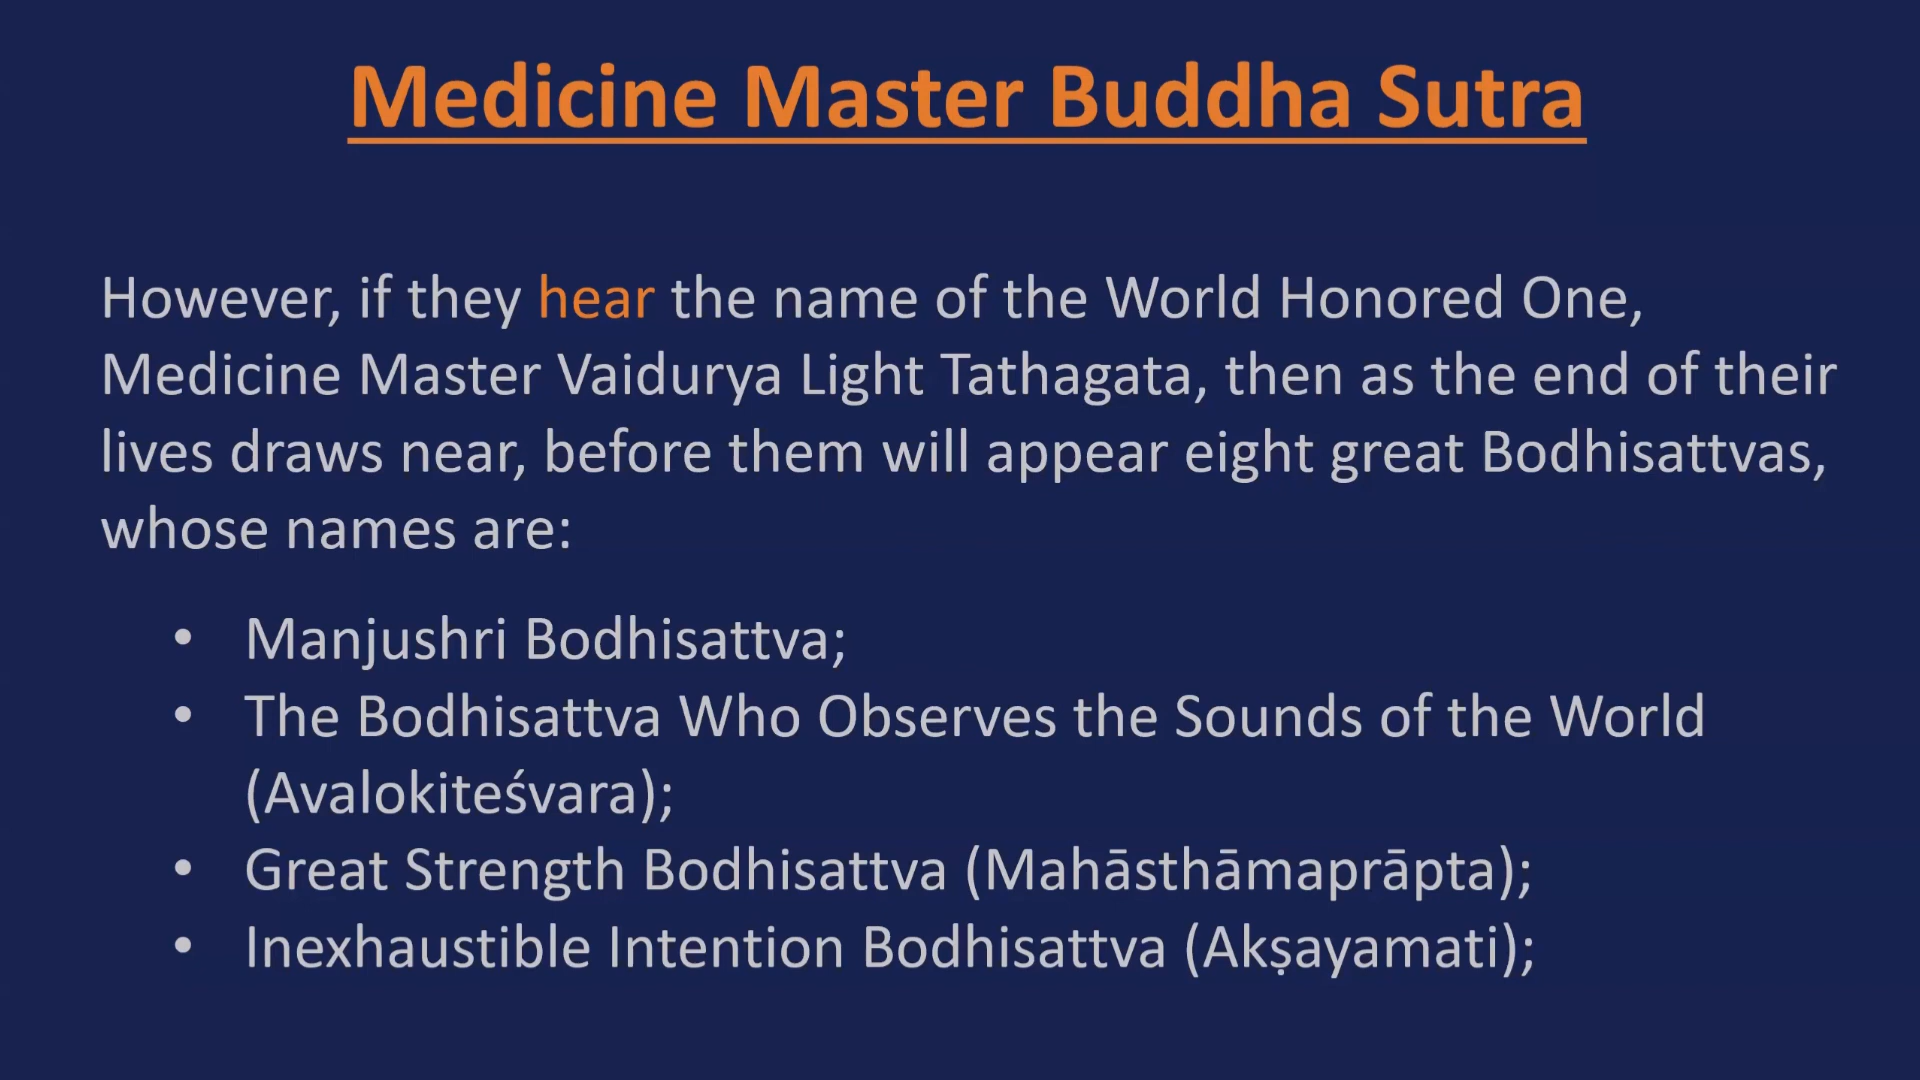 Medicine Master Buddha Sutra
However, if they hear the name of the World Honored One,
Medicine Master Vaidurya Light Tathagata, then as the end of their
lives draws near, before them will appear eight great Bodhisattvas,
whose names are:
• Manjushri Bodhisattva;
• The Bodhisattva Who Observes the Sounds of the World
(Avalokiteśvara);
• Great Strength Bodhisattva (Mahāsthāmaprāpta);
• Inexhaustible Intention Bodhisattva (Akṣayamati);